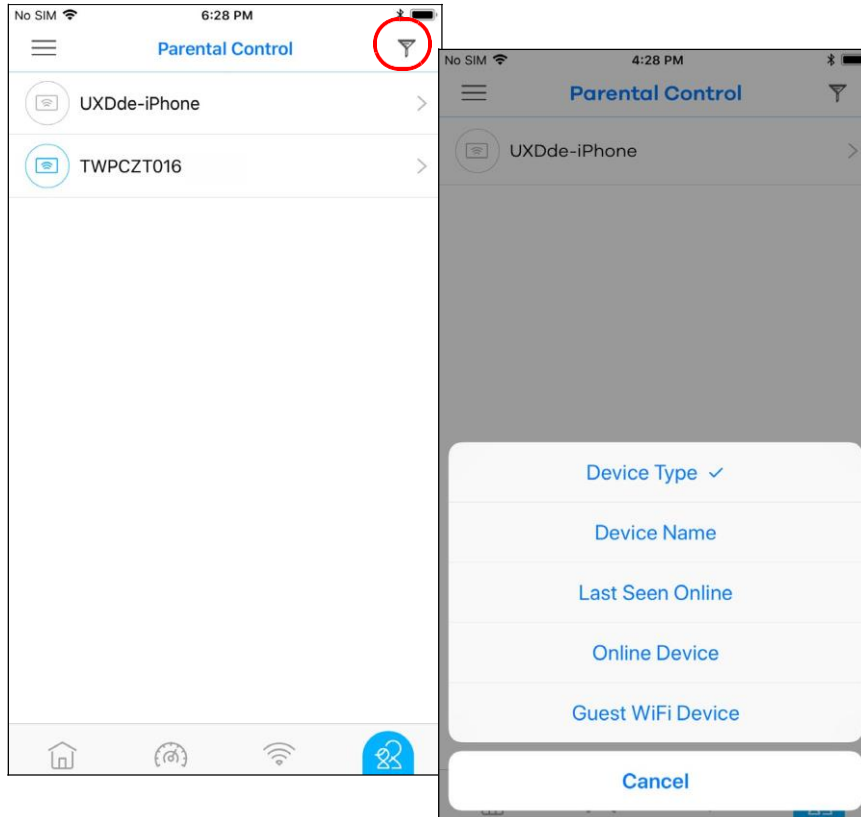 No SIM 6:28 PM
Parental Control
UXDde-iPhone
TWPCZT016
No SIM 4:28 PM
Parental Control
UXDde-iPhone
Device Type
Device Name
Last Seen Online
Online Device
Guest WiFi Device
Cancel